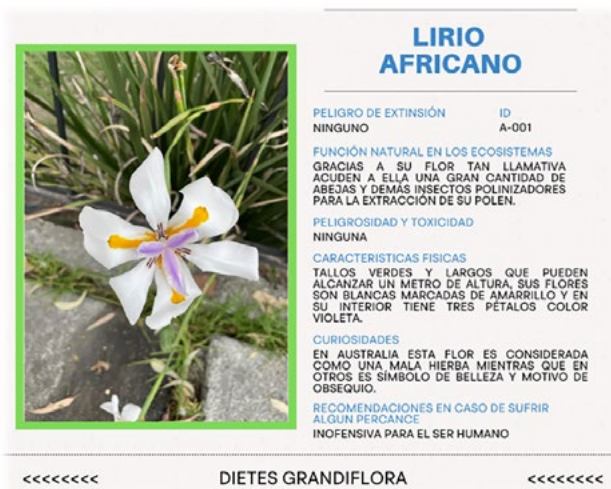 LIRIO
AFRICANO
PELIGRO DE EXTINSIÓN
NINGUNO
ID
A-001
FUNCIÓN NATURAL EN LOS ECOSISTEMAS
GRACIAS A SU FLOR TAN LLAMATIVA
ACUDEN A ELLA UNA GRAN CANTIDAD DE
ABEJAS Y DEMÁS INSECTOS POLINIZADORES
PARA LA EXTRACCIÓN DE SU POLEN.
PELIGROSIDAD Y TOXICIDAD
NINGUNA
CARACTERISTICAS FISICAS
TALLOS VERDES Y LARGOS QUE PUEDEN
ALCANZAR UN METRO DE ALTURA, SUS FLORES
SON BLANCAS MARCADAS DE AMARRILLO Y EN
SU INTERIOR TIENE TRES PÉTALOS COLOR
VIOLETA.
CURIOSIDADES
EN AUSTRALIA ESTA FLOR ES CONSIDERADA
COMO UNA MALA HIERBA MIENTRAS QUE EN
OTROS ES SÍMBOLO DE BELLEZA Y MOTIVO DE
OBSEQUIO.
RECOMENDACIONES EN CASO DE SUFRIR
ALGUN PERCANCE
INOFENSIVA PARA EL SER HUMANO
<<<<<<<< DIETES GRANDIFLORA <<<<<<<<